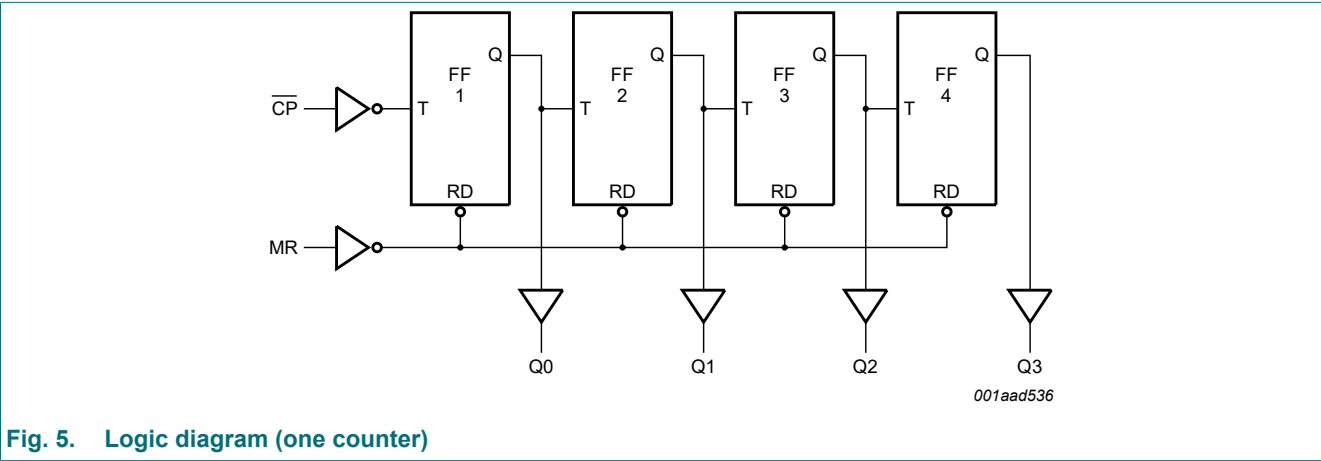 Q Q Q Q
FF FF FF FF
1 2 3 4
CP T T T T
RD RD RD RD
MR
Q0 Q1 Q2 Q3
001aad536
Fig. 5. Logic diagram (one counter)